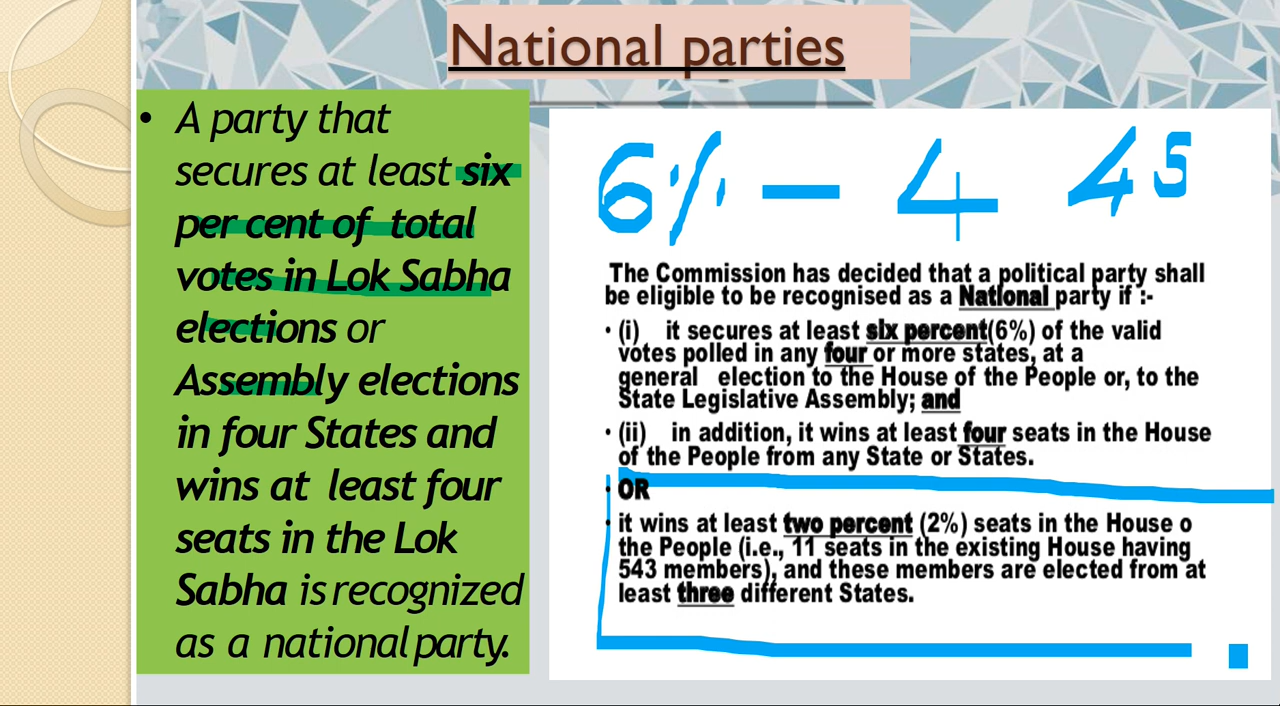 National parties
• A party that
secures at least six
per cent of total
votes in Lok Sabha
elections or
Assembly elections
in four States and
wins at least four
seats in the Lok
Sabha is recognized
as a national party.
6% - 4 4 S
The Commission has decided that a political party shall
be eligible to be recognised as a National party if :-
• (i) it secures at least six percent(6%) of the valid
votes polled in any four or more states, at a
general election to the House of the People or, to the
State Legislative Assembly; and
• (ii) in addition, it wins at least four seats in the House
of the People from any State or States.
• OR
• it wins at least two percent (2%) seats in the House o
the People (i.e., 11 seats in the existing House having
543 members), and these members are elected from at
least three different States.